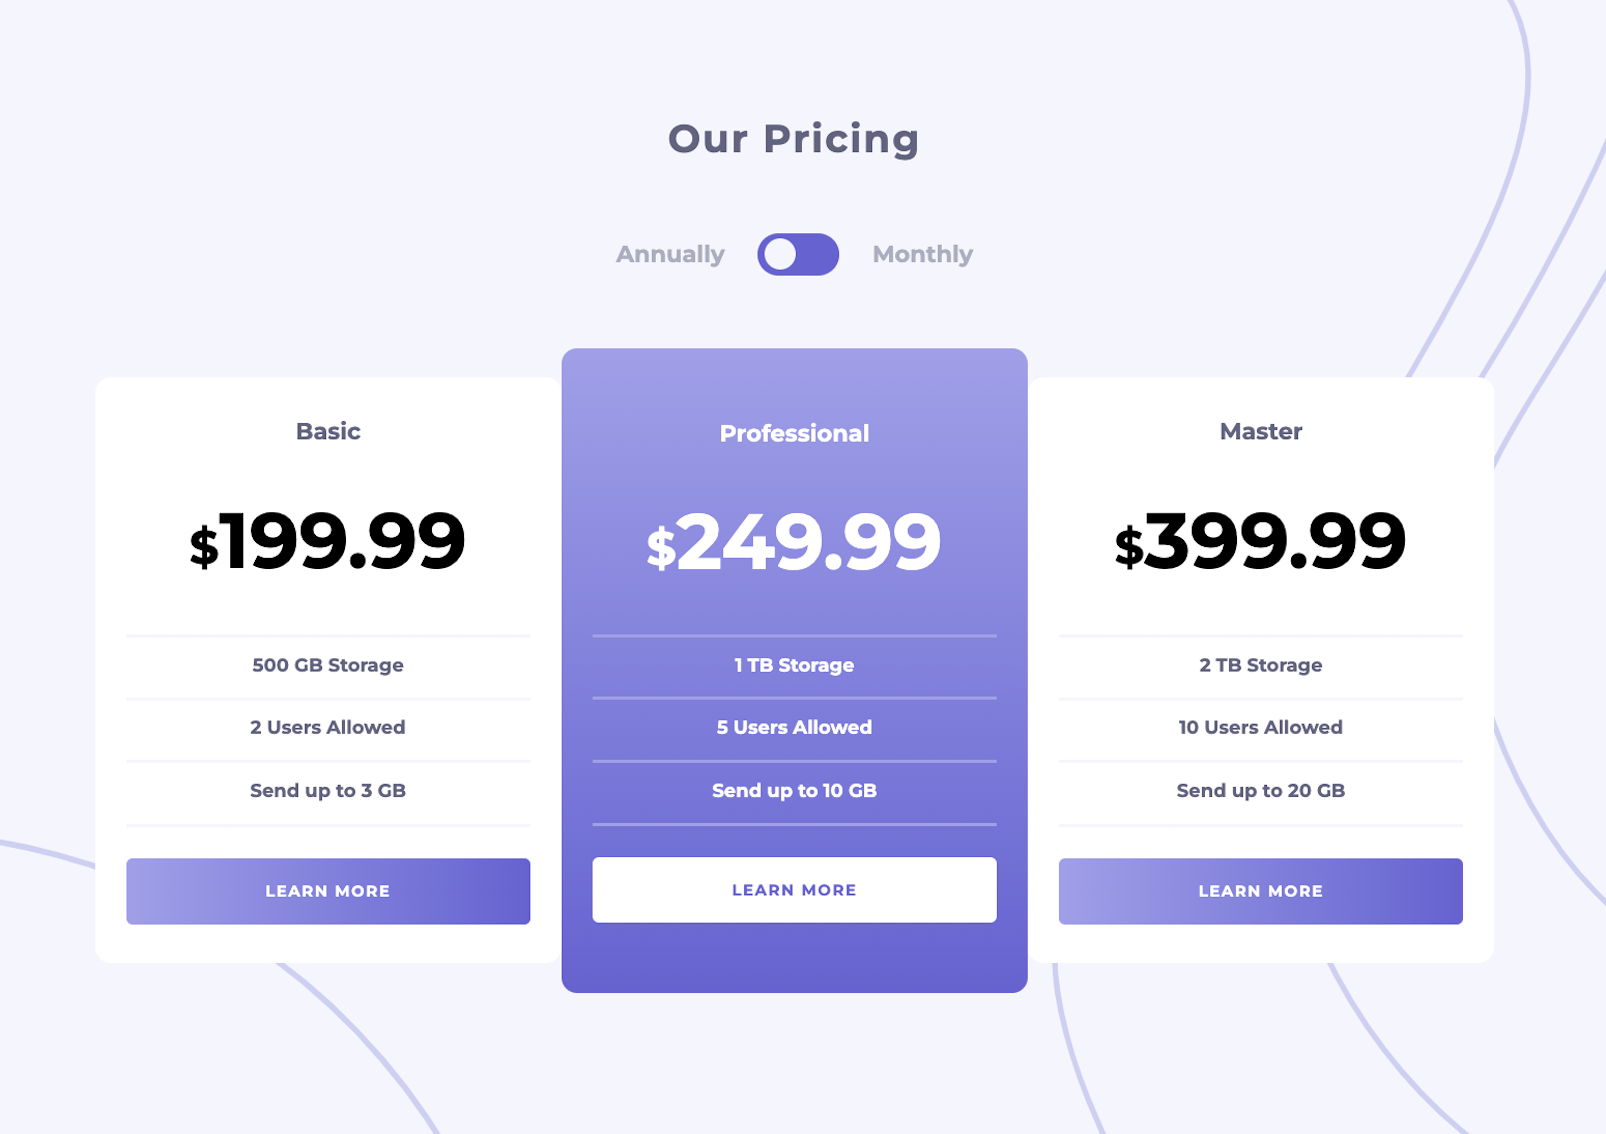 Our Pricing
Annually Monthly
Basic
$199.99
500 GB Storage
2 Users Allowed
Send up to 3 GB
LEARN MORE
Professional
$249.99
1 TB Storage
5 Users Allowed
Send up to 10 GB
LEARN MORE
Master
$399.99
2 TB Storage
10 Users Allowed
Send up to 20 GB
LEARN MORE